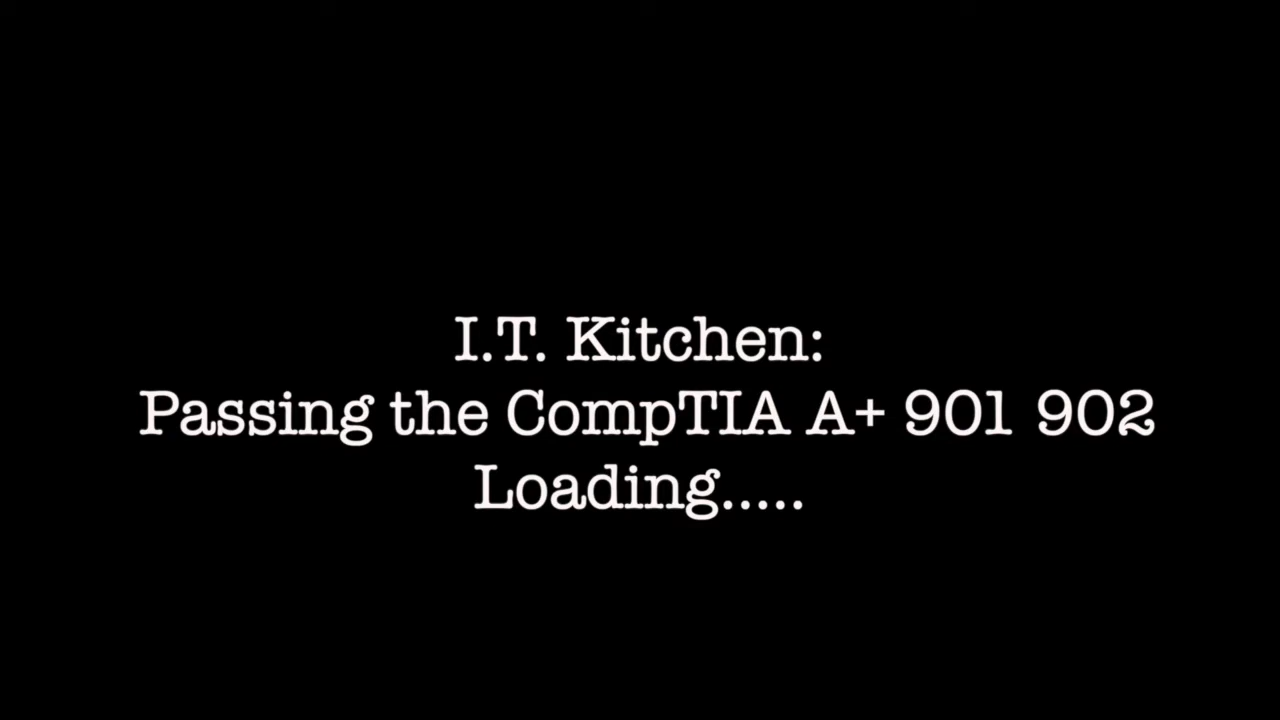 I.T. Kitchen:
Passing the CompTIA A+ 901 902
Loading.....